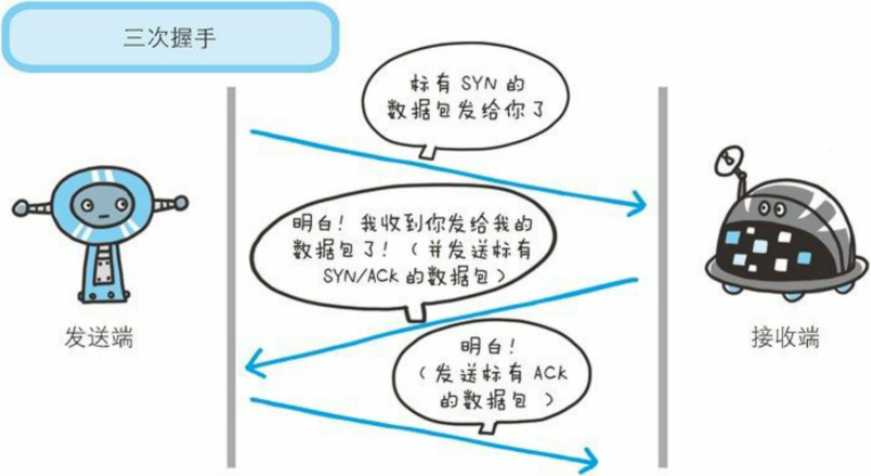 三次握手
标有 SYN 的
数据包发给你了
明白！我收到你发给我的
数据包了！（并发送标有
SYN/ACK 的数据包）
发送端
接收端
明白！
（发送标有 ACK
的数据包 ）